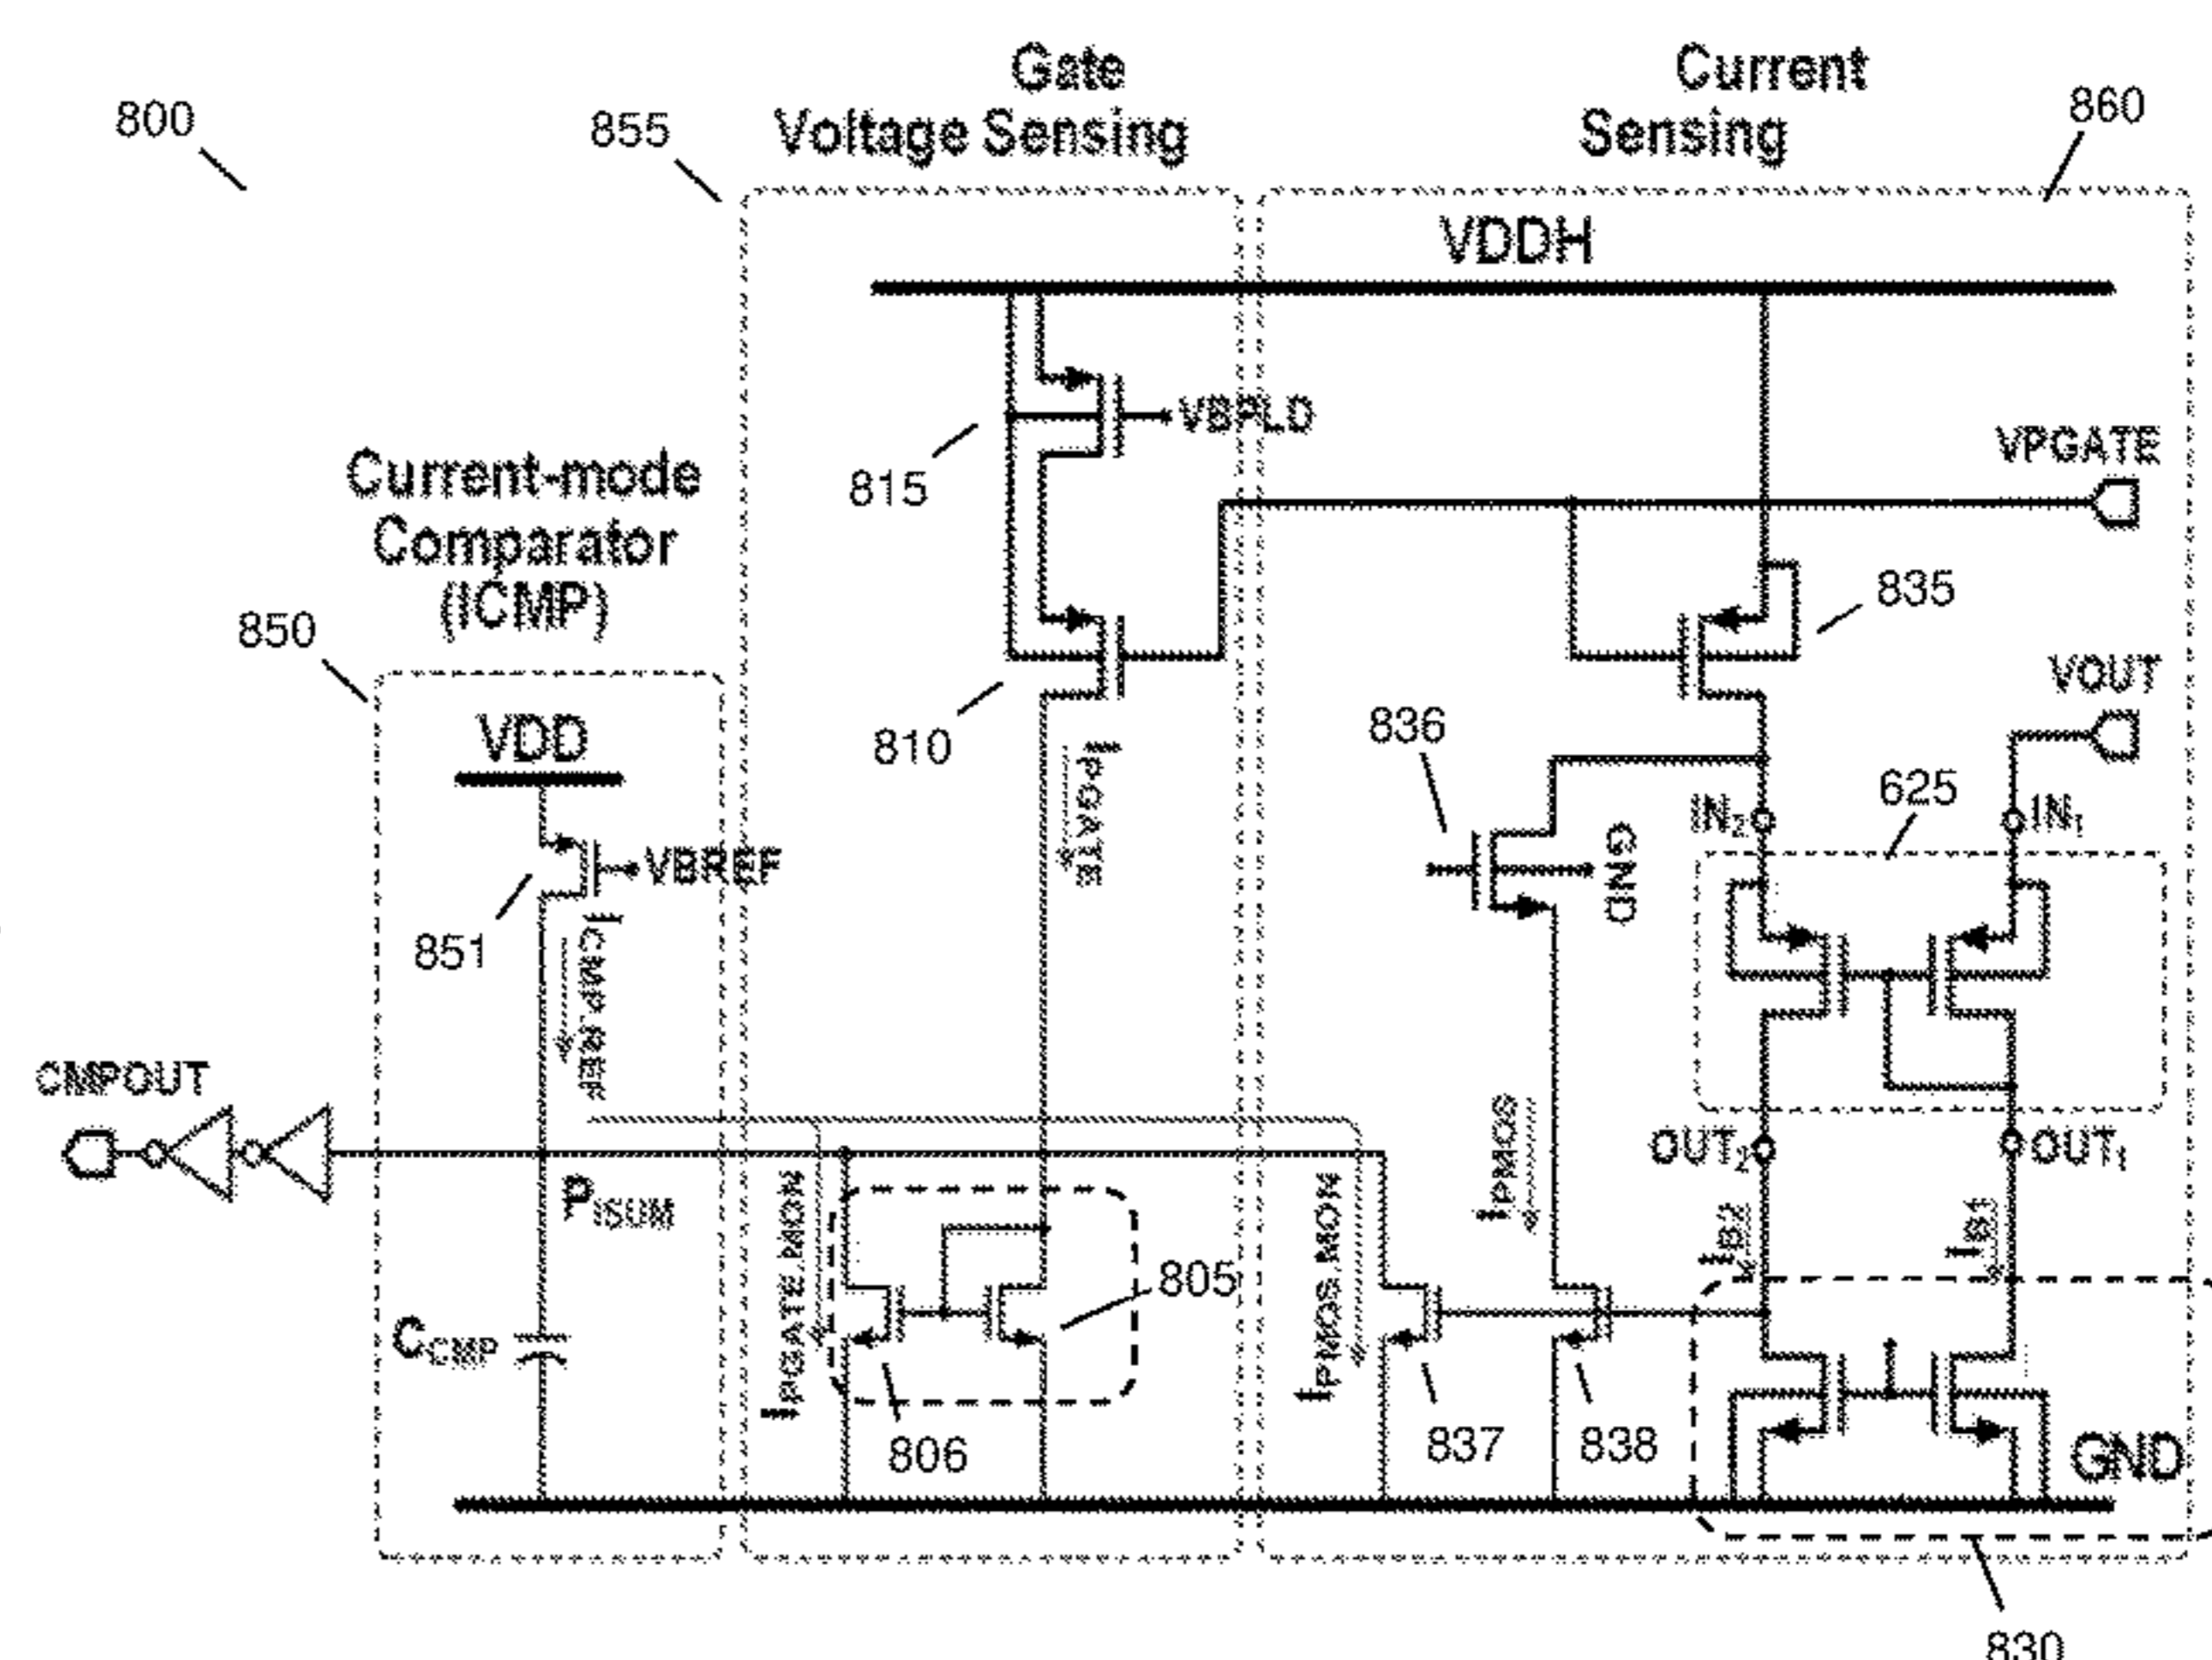 800
855
Gate
Voltage Sensing
Current
Sensing
860
VDDH
815
VBPLD
VPGATE
Current-mode
Comparator
(ICMP)
850
810
835
VOUT
836
625
VDD
IPGATE
IN2
IN1
GND
851
VBREF
ICMP.REF
CMPOUT
PISUM
IPGATE.MON
IPMOS.MON
IPMOS
OUT2
OUT1
IB2
IB1
805
CCMP
806
837
838
GND
830